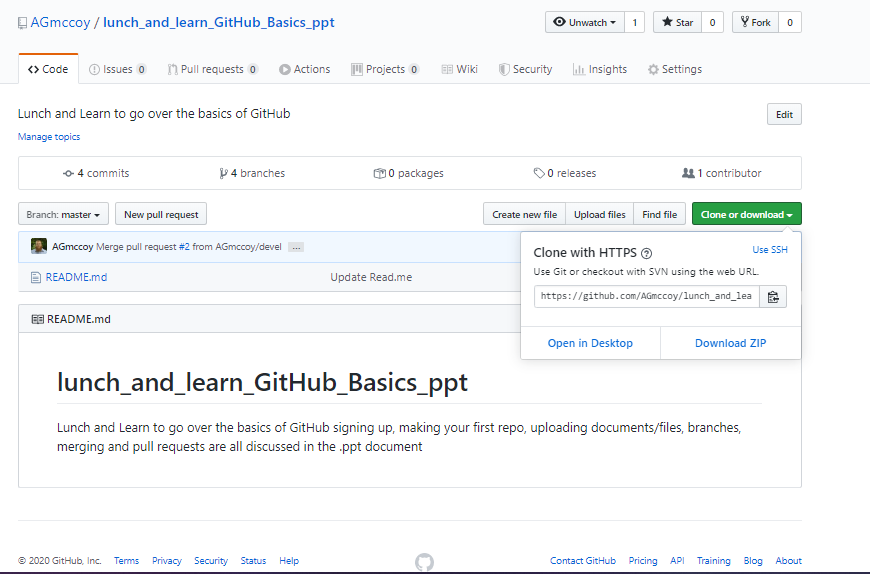 AGmccoy / lunch_and_learn_GitHub_Basics_ppt
Unwatch 1 Star 0 Fork 0
Code Issues 0 Pull requests 0 Actions Projects 0 Wiki Security Insights Settings
Lunch and Learn to go over the basics of GitHub Edit
Manage topics
4 commits 4 branches 0 packages 0 releases 1 contributor
Branch: master New pull request Create new file Upload files Find file Clone or download
AGmccoy Merge pull request #2 from AGmccoy/devel ...
README.md Update Read.me
Clone with HTTPS Use SSH
Use Git or checkout with SVN using the web URL.
https://github.com/AGmccoy/lunch_and_lea
Open in Desktop Download ZIP
README.md
lunch_and_learn_GitHub_Basics_ppt
Lunch and Learn to go over the basics of GitHub signing up, making your first repo, uploading documents/files, branches,
merging and pull requests are all discussed in the .ppt document
© 2020 GitHub, Inc. Terms Privacy Security Status Help Contact GitHub Pricing API Training Blog About